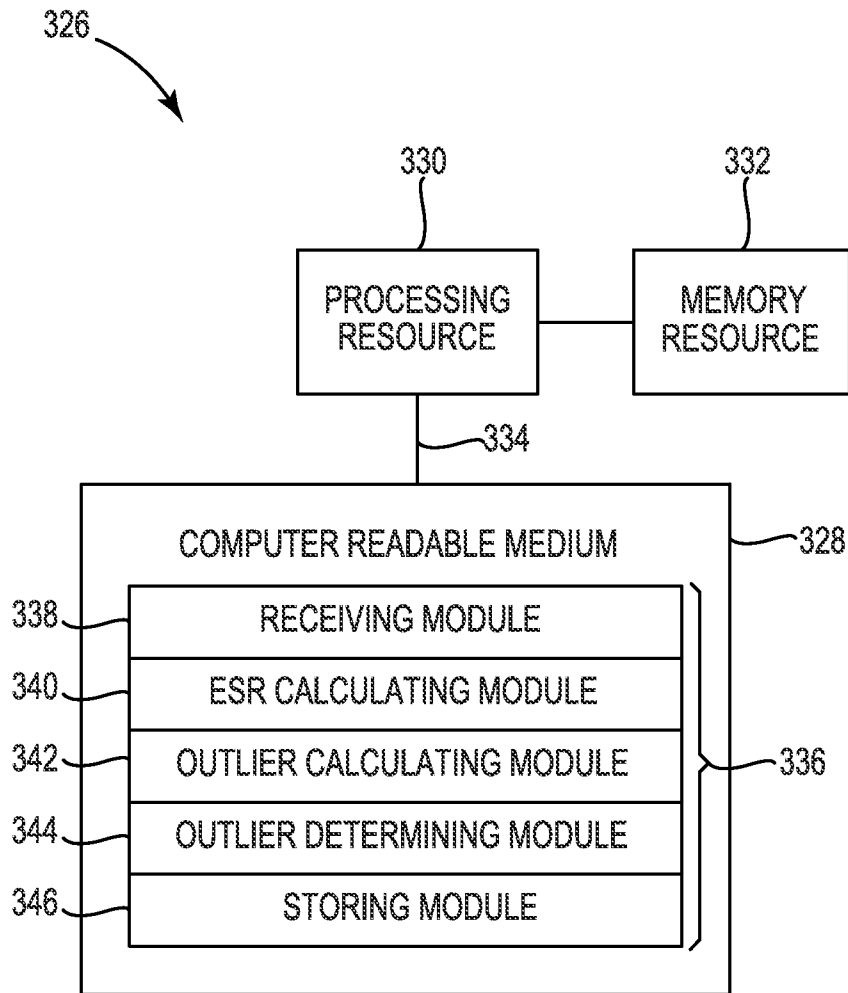 326
330
332
PROCESSING
RESOURCE
MEMORY
RESOURCE
334
COMPUTER READABLE MEDIUM
328
338
RECEIVING MODULE
340
ESR CALCULATING MODULE
342
OUTLIER CALCULATING MODULE
336
344
OUTLIER DETERMINING MODULE
346
STORING MODULE